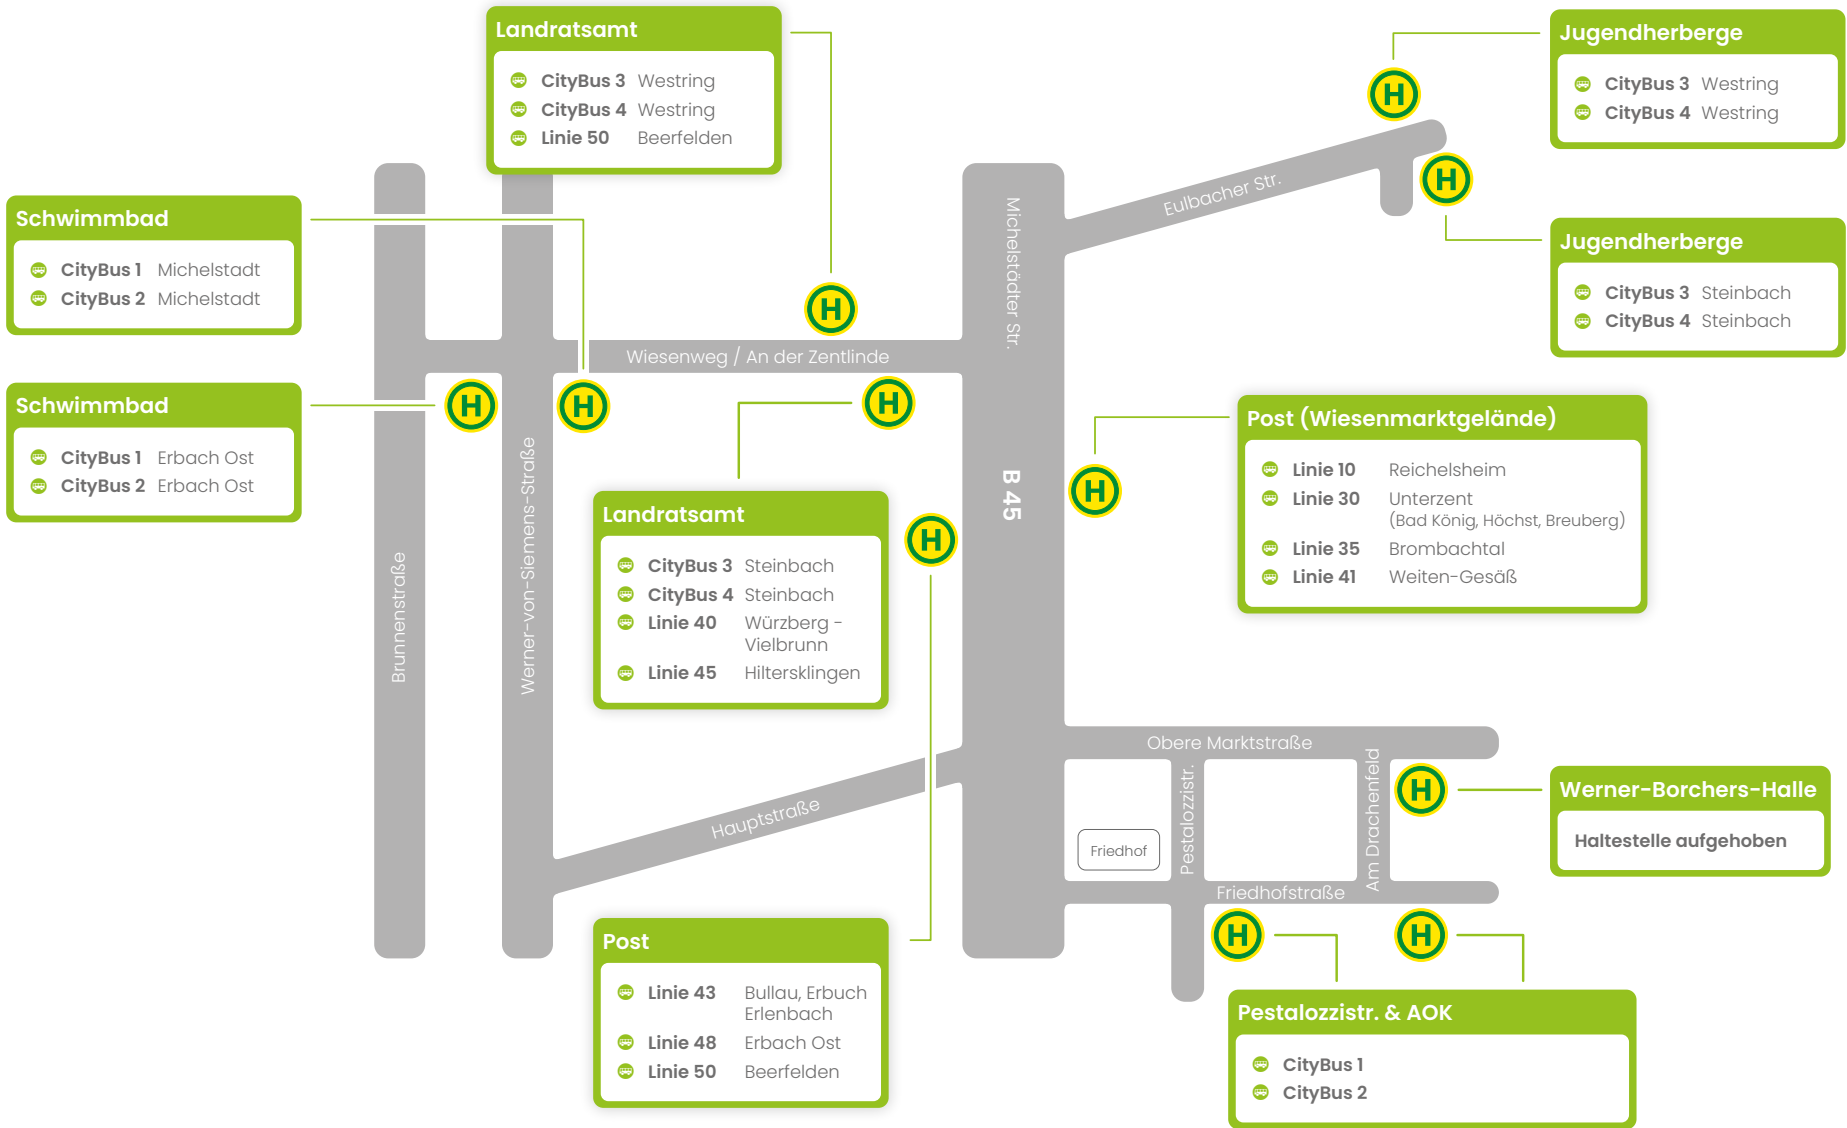 Landratsamt
CityBus 3 Westring
CityBus 4 Westring
Linie 50 Beerfelden
Jugendherberge
CityBus 3 Westring
CityBus 4 Westring
H
H
Schwimmbad
CityBus 1 Michelstadt
CityBus 2 Michelstadt
Eulbacher Str.
Michelstädter Str.
Jugendherberge
CityBus 3 Steinbach
CityBus 4 Steinbach
H
Wiesenweg / An der Zentlinde
Schwimmbad
CityBus 1 Erbach Ost
CityBus 2 Erbach Ost
H
H
H
Post (Wiesenmarktgelände)
Linie 10 Reichelsheim
Linie 30 Unterzent
(Bad König, Höchst, Breuberg)
Linie 35 Brombachtal
Linie 41 Weiten-Gesäß
H
B 45
Landratsamt
CityBus 3 Steinbach
CityBus 4 Steinbach
Linie 40 Würzberg -
Vielbrunn
Linie 45 Hiltersklingen
H
Brunnenstraße
Werner-von-Siemens-Straße
Obere Marktstraße
Hauptstraße
Pestalozzistr.
Am Drachenfeld
H
Werner-Borchers-Halle
Haltestelle aufgehoben
Friedhof
Friedhofstraße
H
H
Post
Linie 43 Bullau, Erbuch
Erlenbach
Linie 48 Erbach Ost
Linie 50 Beerfelden
Pestalozzistr. & AOK
CityBus 1
CityBus 2